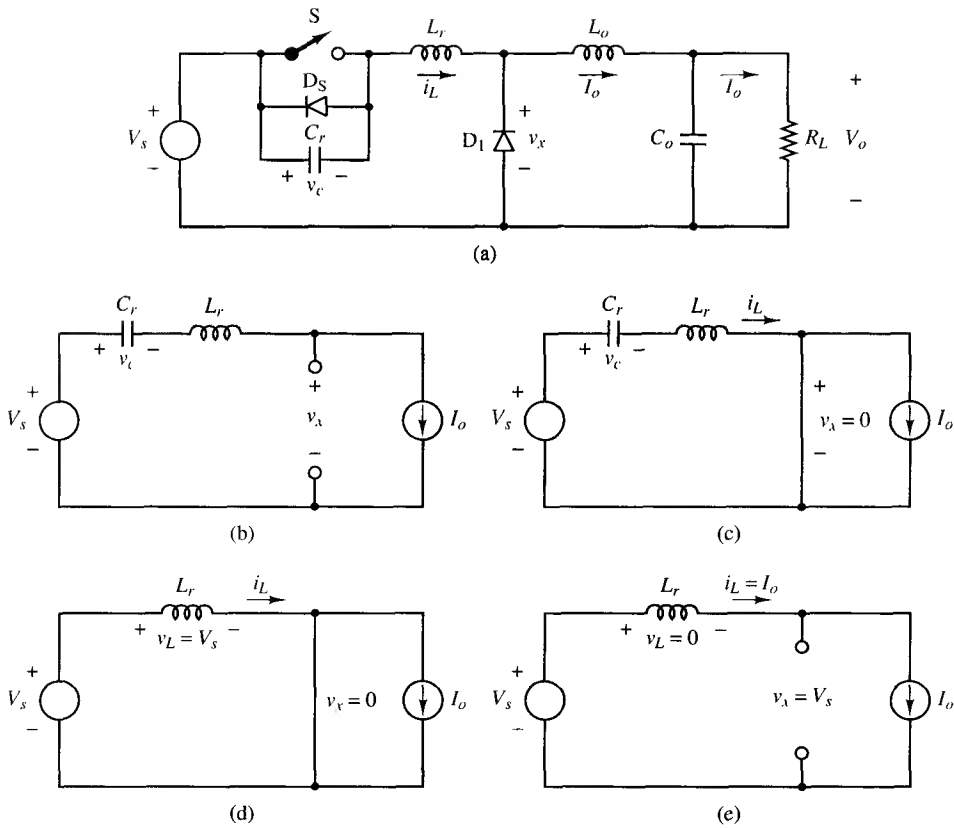 S
L_r
L_o
i_L
I_o
I_o
D_S
C_r
+ v_c −
V_s
+
−
D_1
+
v_x
−
C_o
R_L
+
V_o
−
(a)
C_r
L_r
+ v_c −
+
V_s
−
+
v_x
−
I_o
(b)
C_r
L_r
i_L
+ v_c −
+
V_s
−
+
v_x = 0
−
I_o
(c)
L_r
i_L
+ v_L = V_s −
+
V_s
−
v_x = 0
I_o
(d)
L_r
i_L = I_o
+ v_L = 0 −
+
V_s
−
v_x = V_s
I_o
(e)